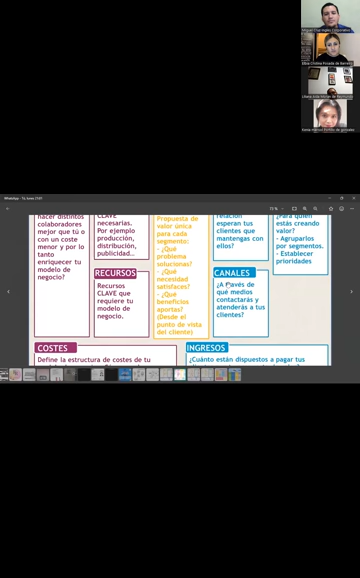 WhatsApp
73 %
hacer distintos
colaboradores
mejor que tú o
con un coste
menor y por lo
tanto
enriquecer tu
modelo de
negocio?
CLAVE
necesarias.
Por ejemplo
producción,
distribución,
publicidad...
RECURSOS
Recursos
CLAVE que
requiere tu
modelo de
negocio.
Propuesta de
valor única
para cada
segmento:
- ¿Qué
problema
solucionas?
- ¿Qué
necesidad
satisfaces?
- ¿Qué
beneficios
aportas?
(Desde el
punto de vista
del cliente)
relación
esperan tus
clientes que
mantengas con
ellos?
CANALES
¿A través de
qué medios
contactarás y
atenderás a tus
clientes?
¿Para quién
estás creando
valor?
- Agruparlos
por segmentos.
- Establecer
prioridades
COSTES
Define la estructura de costes de tu
INGRESOS
¿Cuánto están dispuestos a pagar tus